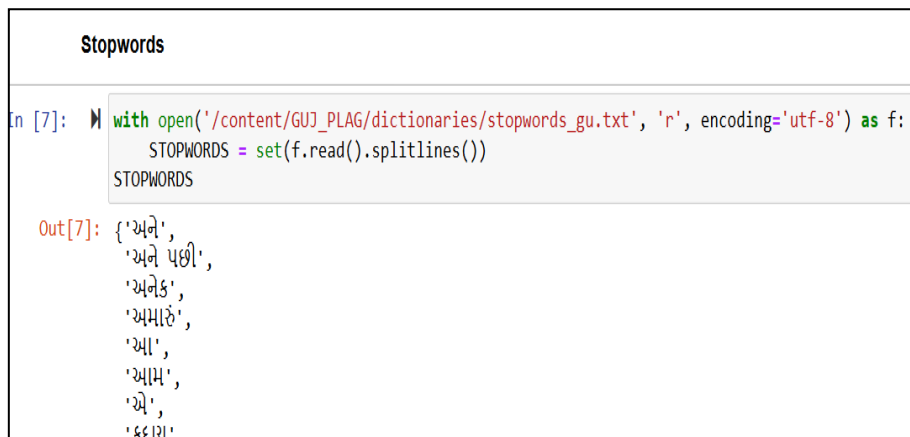 Stopwords
In [7]: with open('/content/GUJ_PLAG/dictionaries/stopwords_gu.txt', 'r', encoding='utf-8') as f:
STOPWORDS = set(f.read().splitlines())
STOPWORDS
Out[7]: {'અને',
'અને પછી',
'અનેક',
'અમારું',
'આ',
'આમ',
'એ',